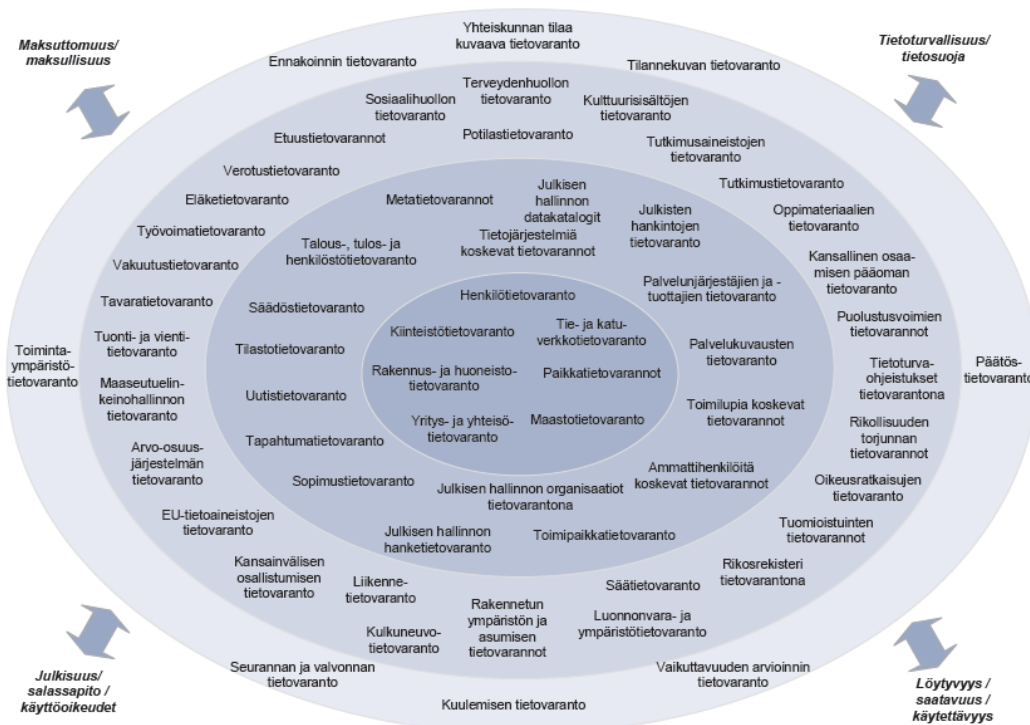 Yhteiskunnan tilaa
kuvaava tietovaranto
Maksuttomuus/
maksullisuus
Tietoturvallisuus/
tietosuoja
Ennakoinnin tietovaranto
Tilannekuvan tietovaranto
Terveydenhuollon
tietovaranto
Sosiaalihuollon
tietovaranto
Kulttuurisisältöjen
tietovaranto
Etuustietovarannot
Potilastietovaranto
Tutkimusaineistojen
tietovaranto
Verotustietovaranto
Tutkimustietovaranto
Eläketietovaranto
Metatietovarannot
Julkisen
hallinnon
datakatalogit
Julkisten
hankintojen
tietovaranto
Oppimateriaalien
tietovaranto
Työvoimatietovaranto
Talous-, tulos- ja
henkilöstötietovaranto
Tietojärjestelmiä
koskevat tietovarannot
Kansallinen osaa-
misen pääoman
tietovaranto
Vakuutustietovaranto
Palvelunjärjestäjien ja -
tuottajien tietovaranto
Tavaratietovaranto
Säädöstietovaranto
Henkilötietovaranto
Puolustusvoimien
tietovarannot
Tuonti- ja vienti-
tietovaranto
Kiinteistötietovaranto
Tie- ja katu-
verkkotietovaranto
Toiminta-
ympäristö-
tietovaranto
Tilastotietovaranto
Palvelukuvausten
tietovaranto
Päätös-
tietovaranto
Rakennus- ja huoneisto-
tietovaranto
Paikkatietovarannot
Tietoturva-
ohjeistukset
tietovarantona
Maaseutuelin-
keinohallinnon
tietovaranto
Uutistietovaranto
Toimilupia koskevat
tietovarannot
Yritys- ja yhteisö-
tietovaranto
Maastotietovaranto
Rikollisuuden
torjunnan
tietovarannot
Arvo-osuus-
järjestelmän
tietovaranto
Tapahtumatietovaranto
Ammattihenkilöitä
koskevat tietovarannot
Oikeusratkaisujen
tietovaranto
Sopimustietovaranto
Julkisen hallinnon organisaatiot
tietovarantona
EU-tietoaineistojen
tietovaranto
Tuomioistuinten
tietovarannot
Julkisen hallinnon
hanketietovaranto
Toimipaikkatietovaranto
Kansainvälisen
osallistumisen
tietovaranto
Liikenne-
tietovaranto
Säätietovaranto
Rikosrekisteri
tietovarantona
Rakennetun
ympäristön ja
asumisen
tietovarannot
Luonnonvara- ja
ympäristötietovaranto
Kulkuneuvo-
tietovaranto
Seurannan ja valvonnan
tietovaranto
Vaikuttavuuden arvioinnin
tietovaranto
Kuulemisen tietovaranto
Julkisuus/
salassapito /
käyttöoikeudet
Löytyvyys /
saatavuus /
käytettävyys